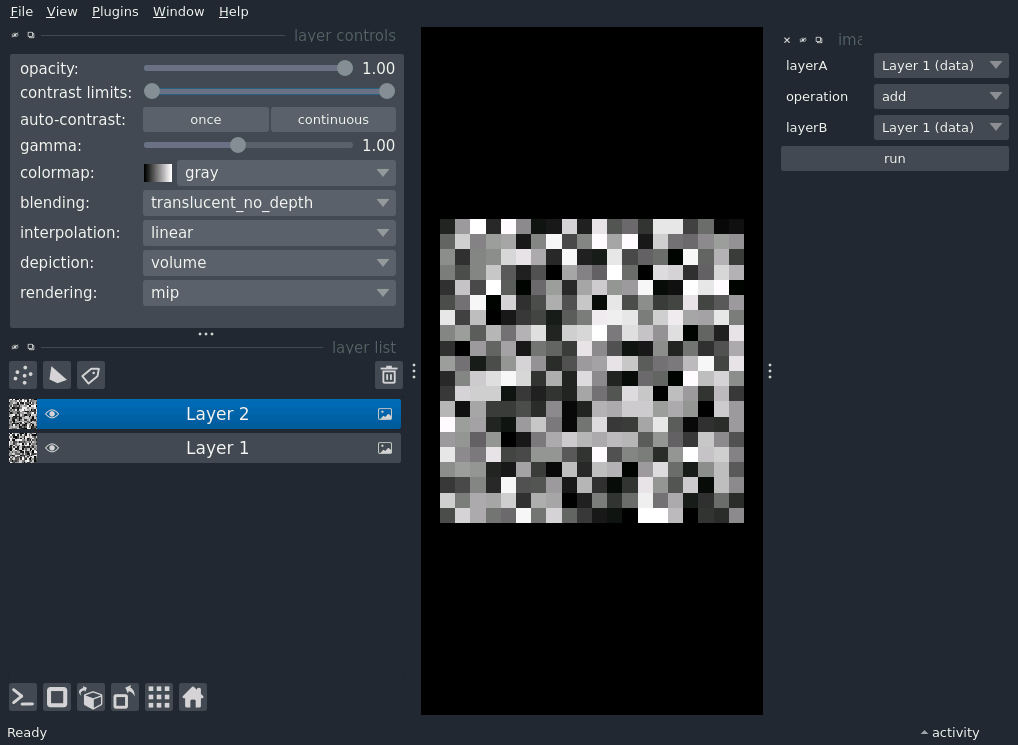 File View Plugins Window Help
layer controls
opacity: 1.00
contrast limits:
auto-contrast: once continuous
gamma: 1.00
colormap: gray
blending: translucent_no_depth
interpolation: linear
depiction: volume
rendering: mip
layer list
Layer 2
Layer 1
ima
layerA Layer 1 (data)
operation add
layerB Layer 1 (data)
run
Ready
activity